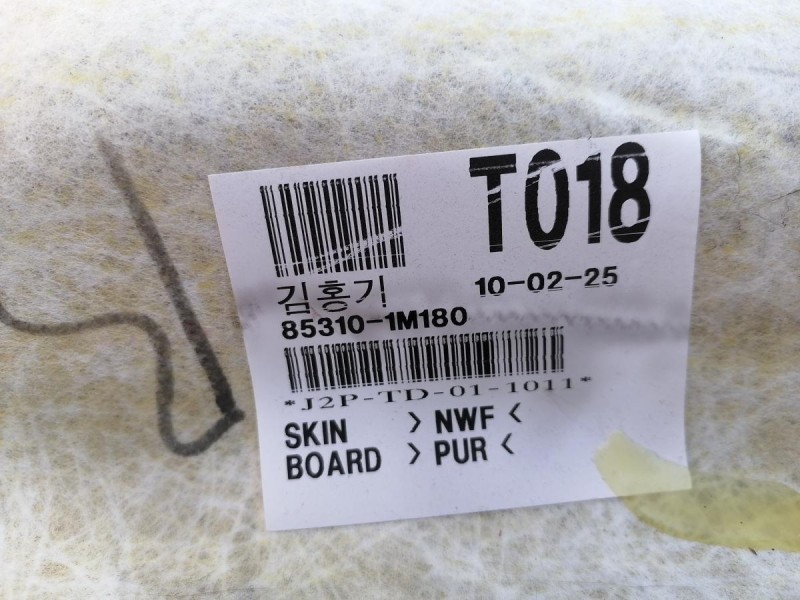 T018
김홍기 10-02-25
85310-1M180
*J2P-TD-01-1011*
SKIN > NWF <
BOARD > PUR <